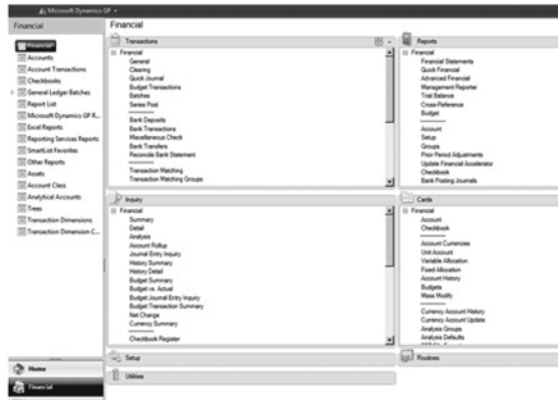 Microsoft Dynamics GP
Financial
Financial
Accounts
Account Transactions
Checkbooks
General Ledger Batches
Report List
Microsoft Dynamics GP R...
Excel Reports
Reporting Services Reports
SmartList Favorites
Other Reports
Assets
Account Class
Analytical Accounts
Trees
Transaction Dimensions
Transaction Dimension C...
Home
Financial
Financial
Transactions
Financial
General
Clearing
Quick Journal
Budget Transactions
Batches
Series Post
Bank Deposits
Bank Transactions
Miscellaneous Check
Bank Transfers
Reconcile Bank Statement
Transaction Matching
Transaction Matching Groups
Reports
Financial
Financial Statements
Quick Financial
Advanced Financial
Management Reporter
Trial Balance
Cross-Reference
Budget
Account
Setup
Groups
Prior Period Adjustments
Update Financial Accelerator
Checkbook
Bank Posting Journals
Inquiry
Financial
Summary
Detail
Analysis
Account Rollup
Journal Entry Inquiry
History Summary
History Detail
Budget Summary
Budget vs. Actual
Budget Journal Entry Inquiry
Budget Transaction Summary
Net Change
Currency Summary
Checkbook Register
Cards
Financial
Account
Checkbook
Account Currencies
Unit Account
Variable Allocation
Fixed Allocation
Account History
Budgets
Mass Modify
Currency Account History
Currency Account Update
Analysis Groups
Analysis Defaults
Setup
Routines
Utilities